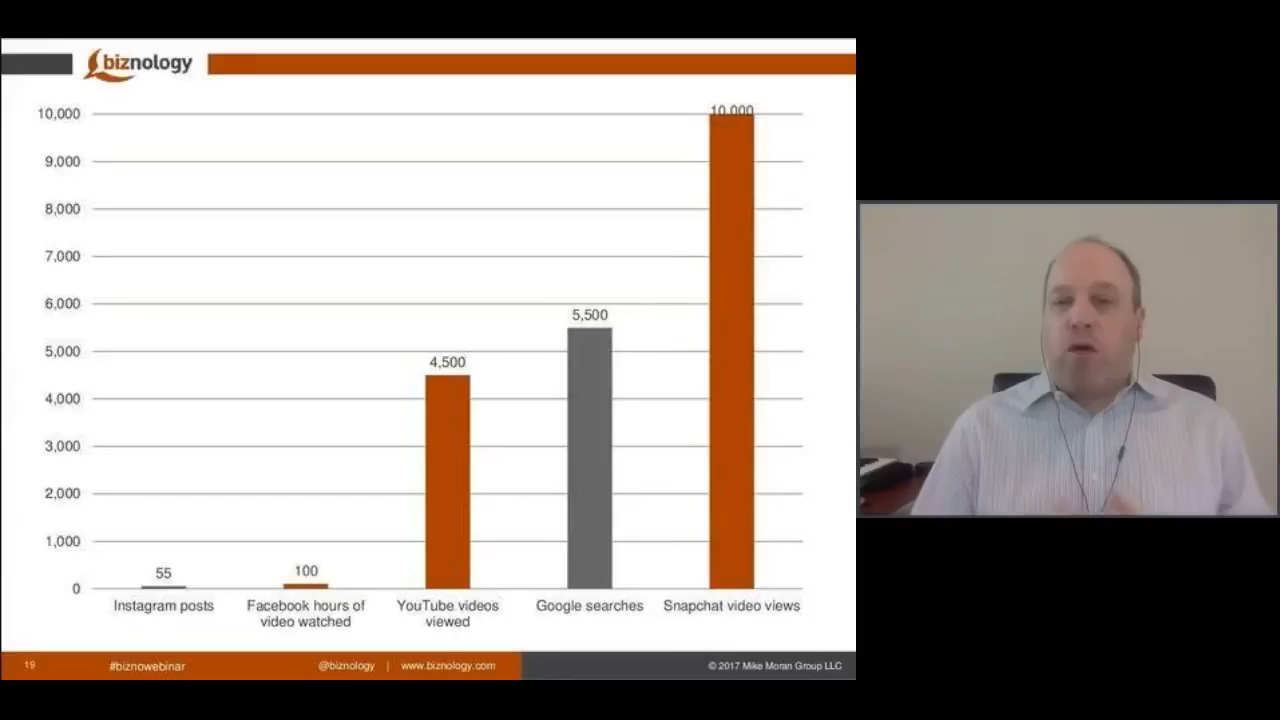 biznology
10,000
9,000
8,000
7,000
6,000
5,000
4,000
3,000
2,000
1,000
0
55
100
4,500
5,500
10,000
Instagram posts
Facebook hours of
video watched
YouTube videos
viewed
Google searches
Snapchat video views
19
#biznowebinar
@biznology | www.biznology.com
© 2017 Mike Moran Group LLC